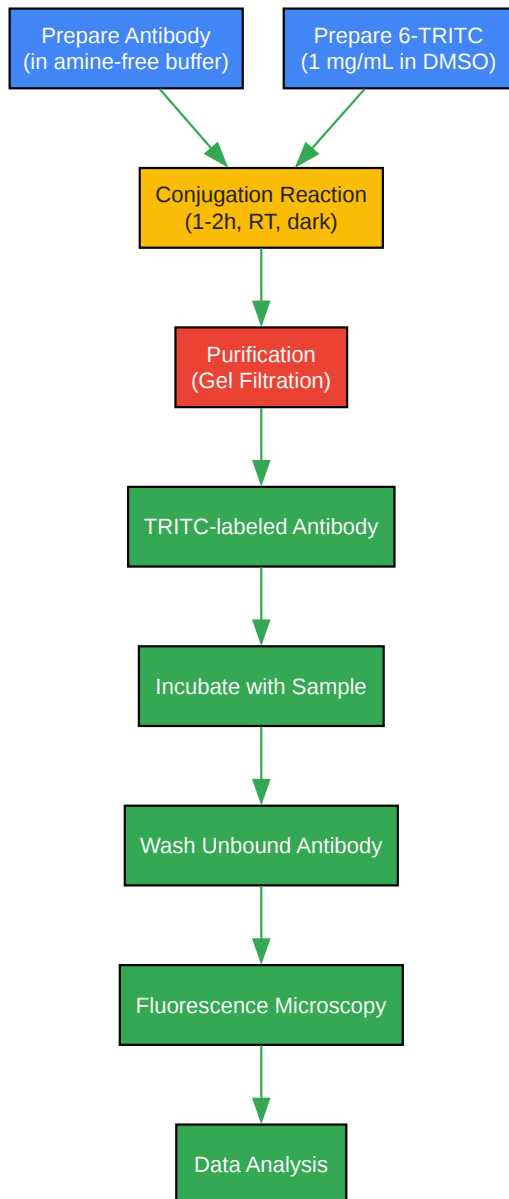 Prepare Antibody
(in amine-free buffer)
Prepare 6-TRITC
(1 mg/mL in DMSO)
Conjugation Reaction
(1-2h, RT, dark)
Purification
(Gel Filtration)
TRITC-labeled Antibody
Incubate with Sample
Wash Unbound Antibody
Fluorescence Microscopy
Data Analysis